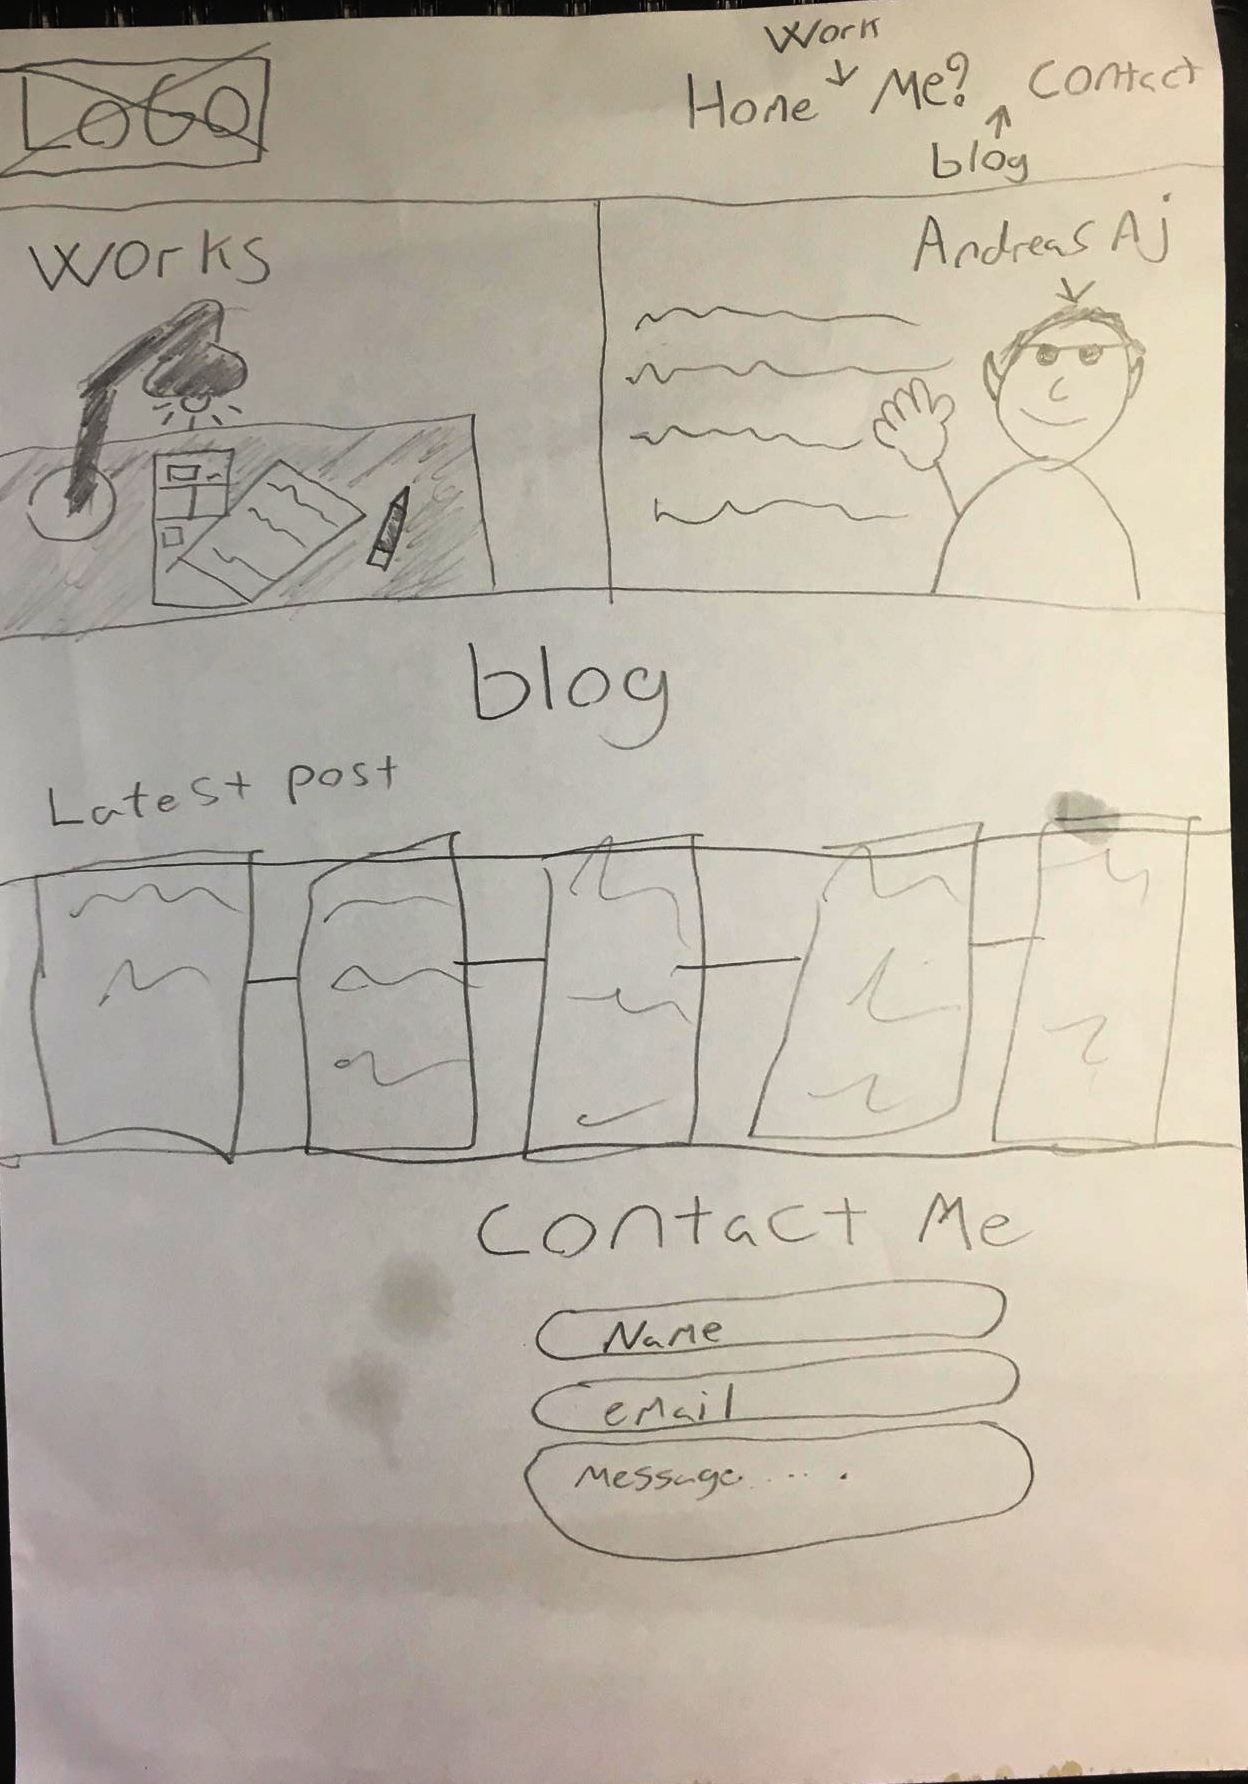 LOGO
Work
Home Me? Contact
blog
Works
Andreas Aj
blog
Latest post
Contact Me
Name
email
Message.....